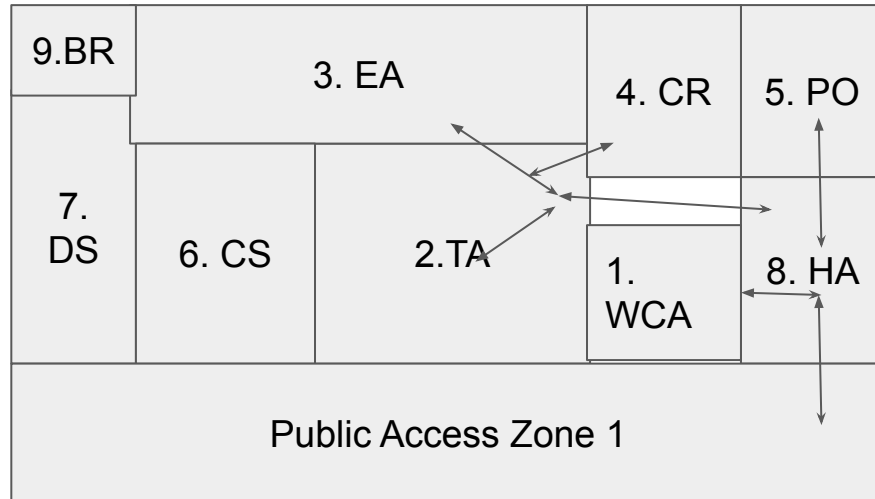 9.BR
3. EA
4. CR
5. PO
7.
DS
6. CS
2.TA
1.
WCA
8. HA
Public Access Zone 1